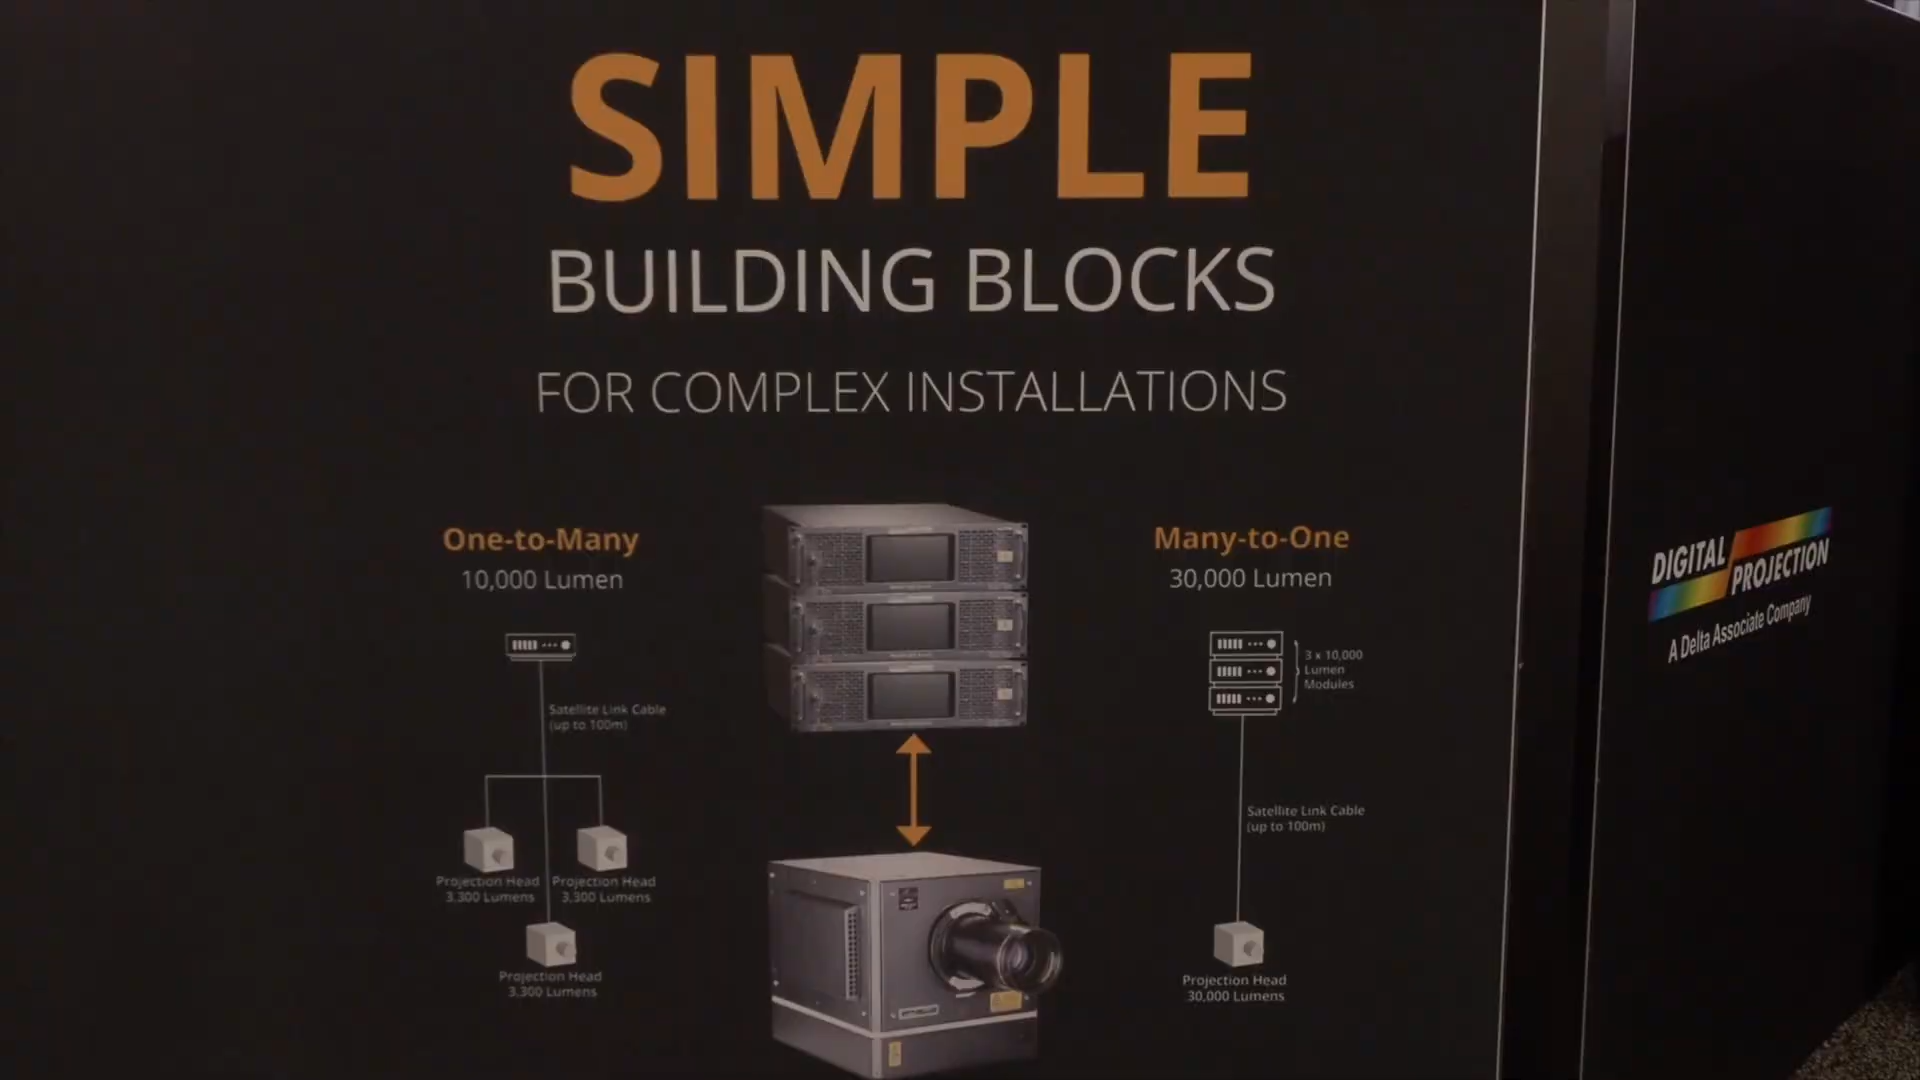 SIMPLE
BUILDING BLOCKS
FOR COMPLEX INSTALLATIONS
One-to-Many
10,000 Lumen
Satellite Link Cable
(up to 100m)
Projection Head
3,300 Lumens
Projection Head
3,300 Lumens
Projection Head
3,300 Lumens
Many-to-One
30,000 Lumen
3 x 10,000
Lumen
Modules
Satellite Link Cable
(up to 100m)
Projection Head
30,000 Lumens
DIGITAL
PROJECTION
A Delta Associate Company